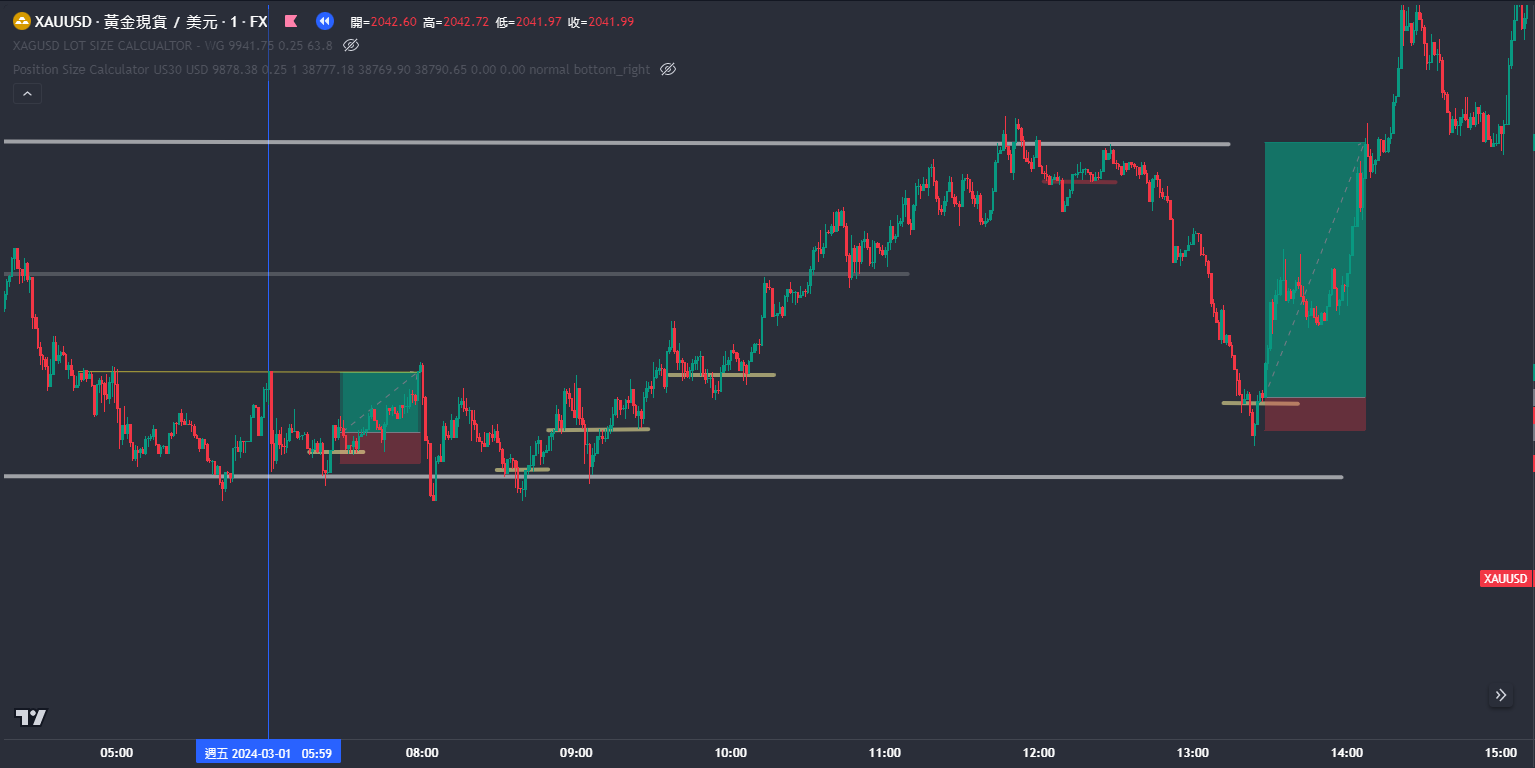 XAUUSD · 黃金現貨 / 美元 · 1 · FX 開=2042.60 高=2042.72 低=2041.97 收=2041.99
XAGUSD LOT SIZE CALCUALTOR - WG 9941.75 0.25 63.8
Position Size Calculator US30 USD 9878.38 0.25 1 38777.18 38769.90 38790.65 0.00 0.00 normal bottom_right
XAUUSD
05:00 週五 2024-03-01 05:59 08:00 09:00 10:00 11:00 12:00 13:00 14:00 15:00